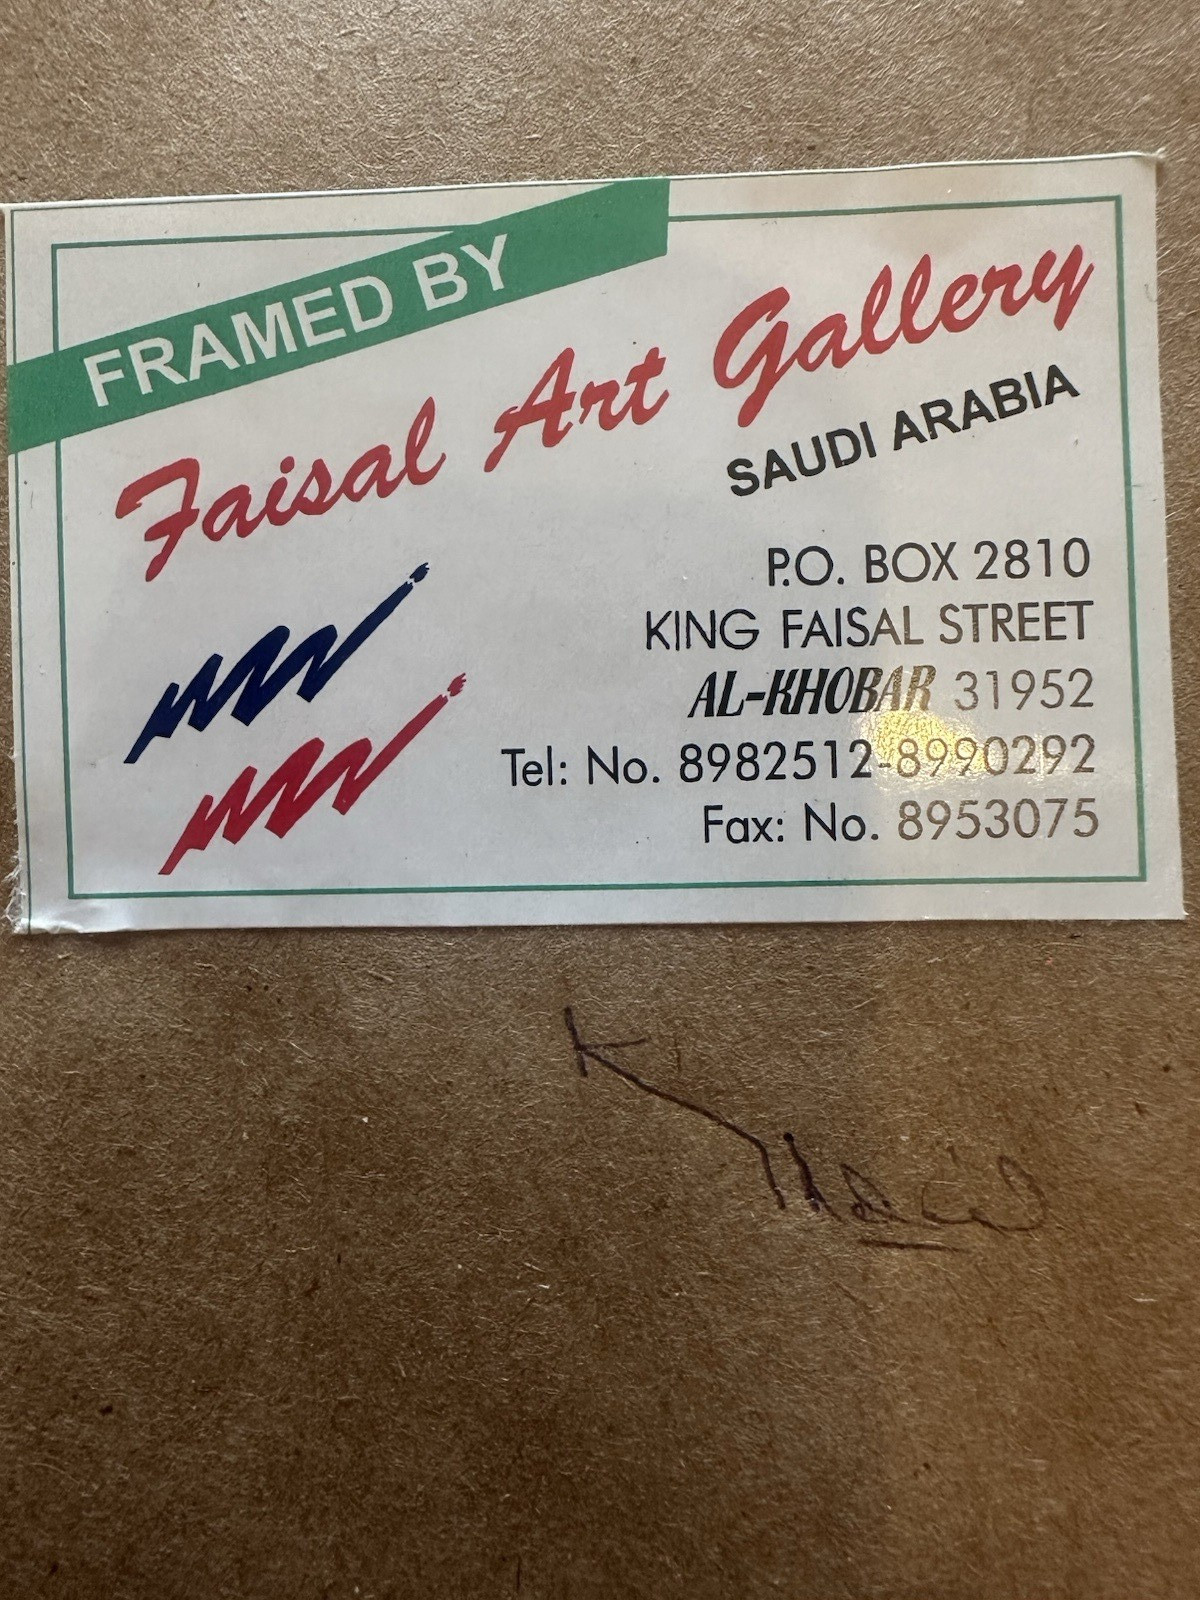 FRAMED BY
Faisal Art Gallery
SAUDI ARABIA
P.O. BOX 2810
KING FAISAL STREET
AL-KHOBAR 31952
Tel: No. 8982512-8990292
Fax: No. 8953075